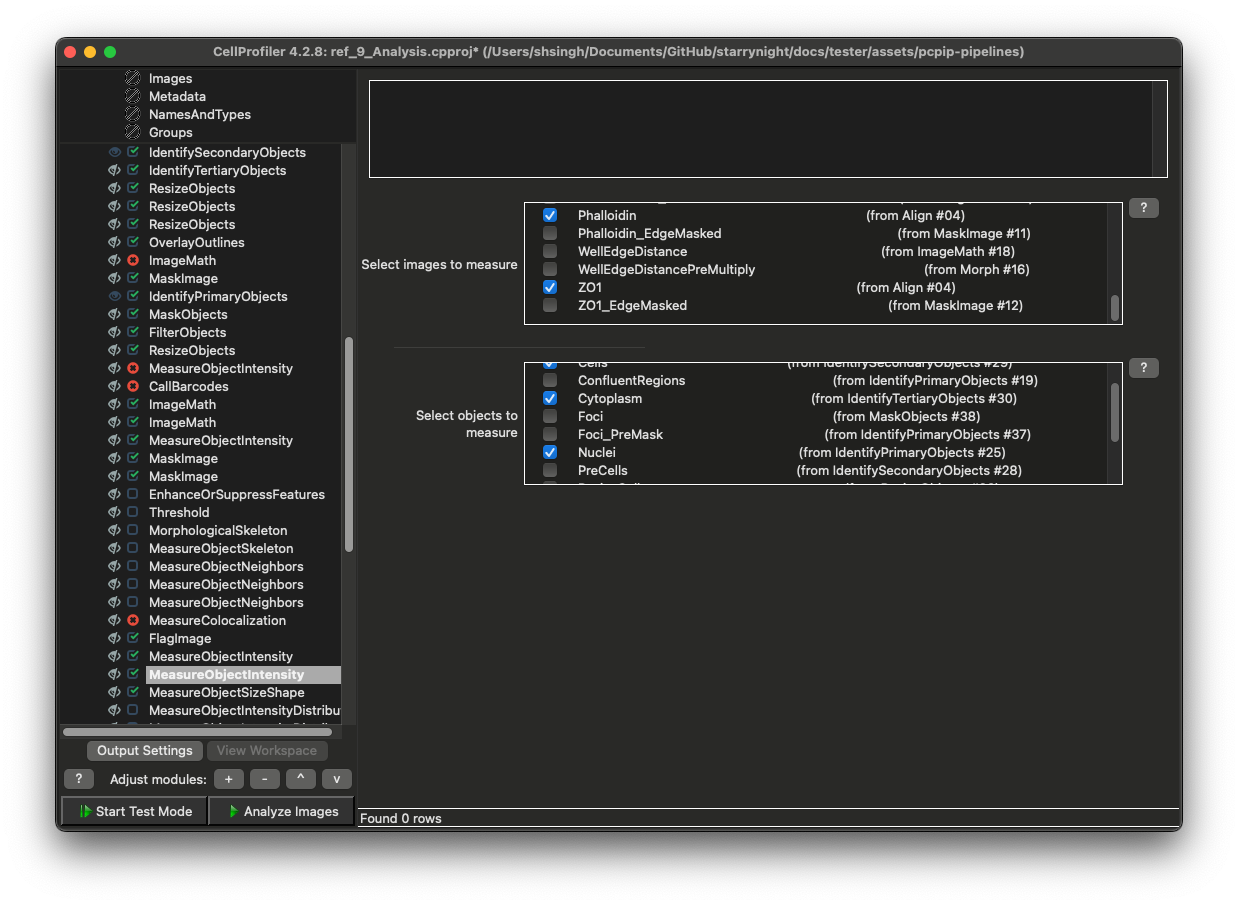 CellProfiler 4.2.8: ref_9_Analysis.cpproj* (/Users/shsingh/Documents/GitHub/starrynight/docs/tester/assets/pcpip-pipelines)
Images
Metadata
NamesAndTypes
Groups
IdentifySecondaryObjects
IdentifyTertiaryObjects
ResizeObjects
ResizeObjects
ResizeObjects
OverlayOutlines
ImageMath
MaskImage
IdentifyPrimaryObjects
MaskObjects
FilterObjects
ResizeObjects
MeasureObjectIntensity
CallBarcodes
ImageMath
ImageMath
MeasureObjectIntensity
MaskImage
MaskImage
EnhanceOrSuppressFeatures
Threshold
MorphologicalSkeleton
MeasureObjectSkeleton
MeasureObjectNeighbors
MeasureObjectNeighbors
MeasureObjectNeighbors
MeasureColocalization
FlagImage
MeasureObjectIntensity
MeasureObjectIntensity
MeasureObjectSizeShape
MeasureObjectIntensityDistribu
Output Settings View Workspace
? Adjust modules: + - ^ v
Start Test Mode Analyze Images
Select images to measure
Phalloidin (from Align #04)
Phalloidin_EdgeMasked (from MaskImage #11)
WellEdgeDistance (from ImageMath #18)
WellEdgeDistancePreMultiply (from Morph #16)
ZO1 (from Align #04)
ZO1_EdgeMasked (from MaskImage #12)
?
Select objects to
measure
Cells (from IdentifySecondaryObjects #29)
ConfluentRegions (from IdentifyPrimaryObjects #19)
Cytoplasm (from IdentifyTertiaryObjects #30)
Foci (from MaskObjects #38)
Foci_PreMask (from IdentifyPrimaryObjects #37)
Nuclei (from IdentifyPrimaryObjects #25)
PreCells (from IdentifySecondaryObjects #28)
?
Found 0 rows